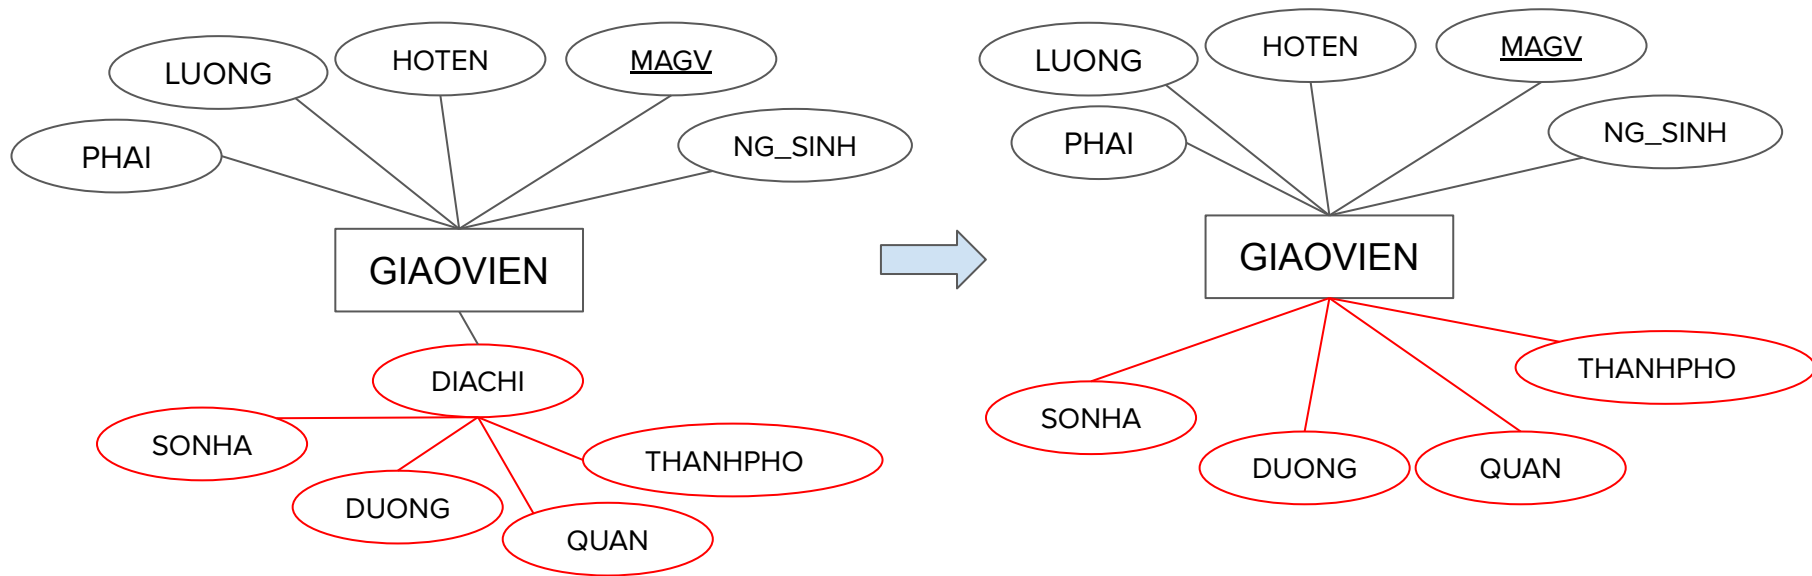 LUONG
HOTEN
MAGV
PHAI
NG_SINH
GIAOVIEN
DIACHI
SONHA
DUONG
QUAN
THANHPHO
LUONG
HOTEN
MAGV
PHAI
NG_SINH
GIAOVIEN
SONHA
DUONG
QUAN
THANHPHO